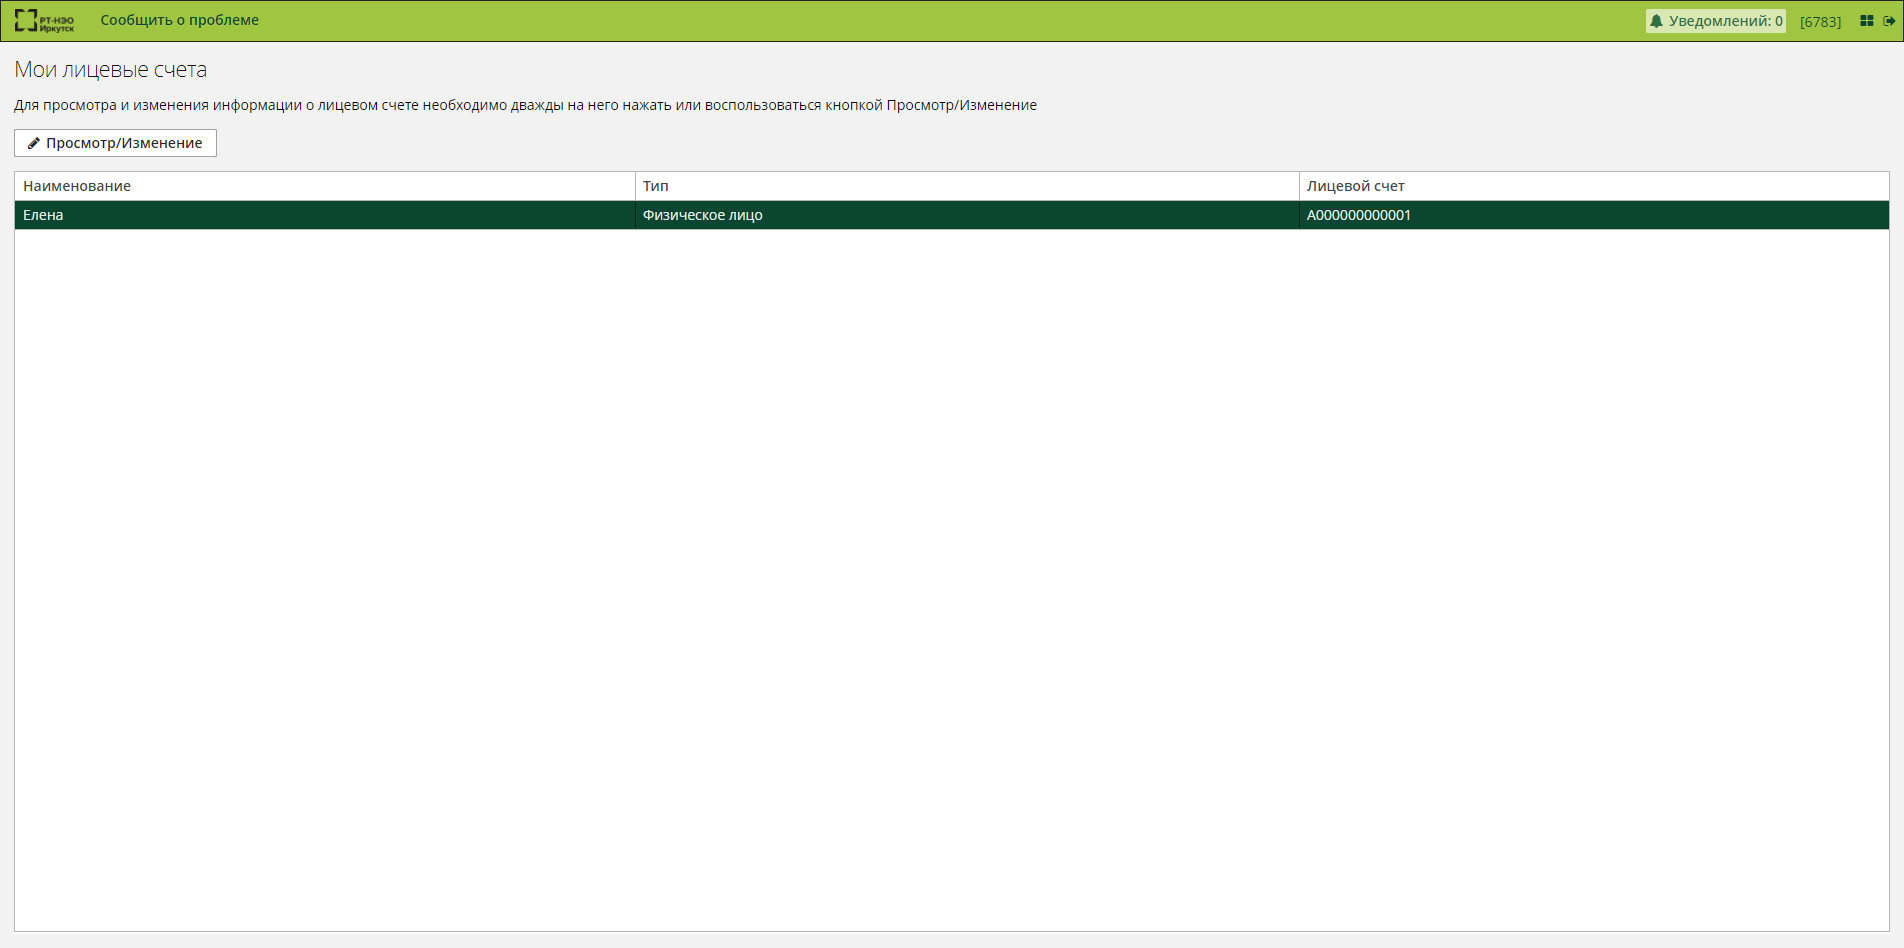 РТ-НЭО
Иркутск
Сообщить о проблеме
Уведомлений: 0
[6783]
Мои лицевые счета
Для просмотра и изменения информации о лицевом счете необходимо дважды на него нажать или воспользоваться кнопкой Просмотр/Изменение
Просмотр/Изменение
Наименование Тип Лицевой счет
Елена Физическое лицо А000000000001